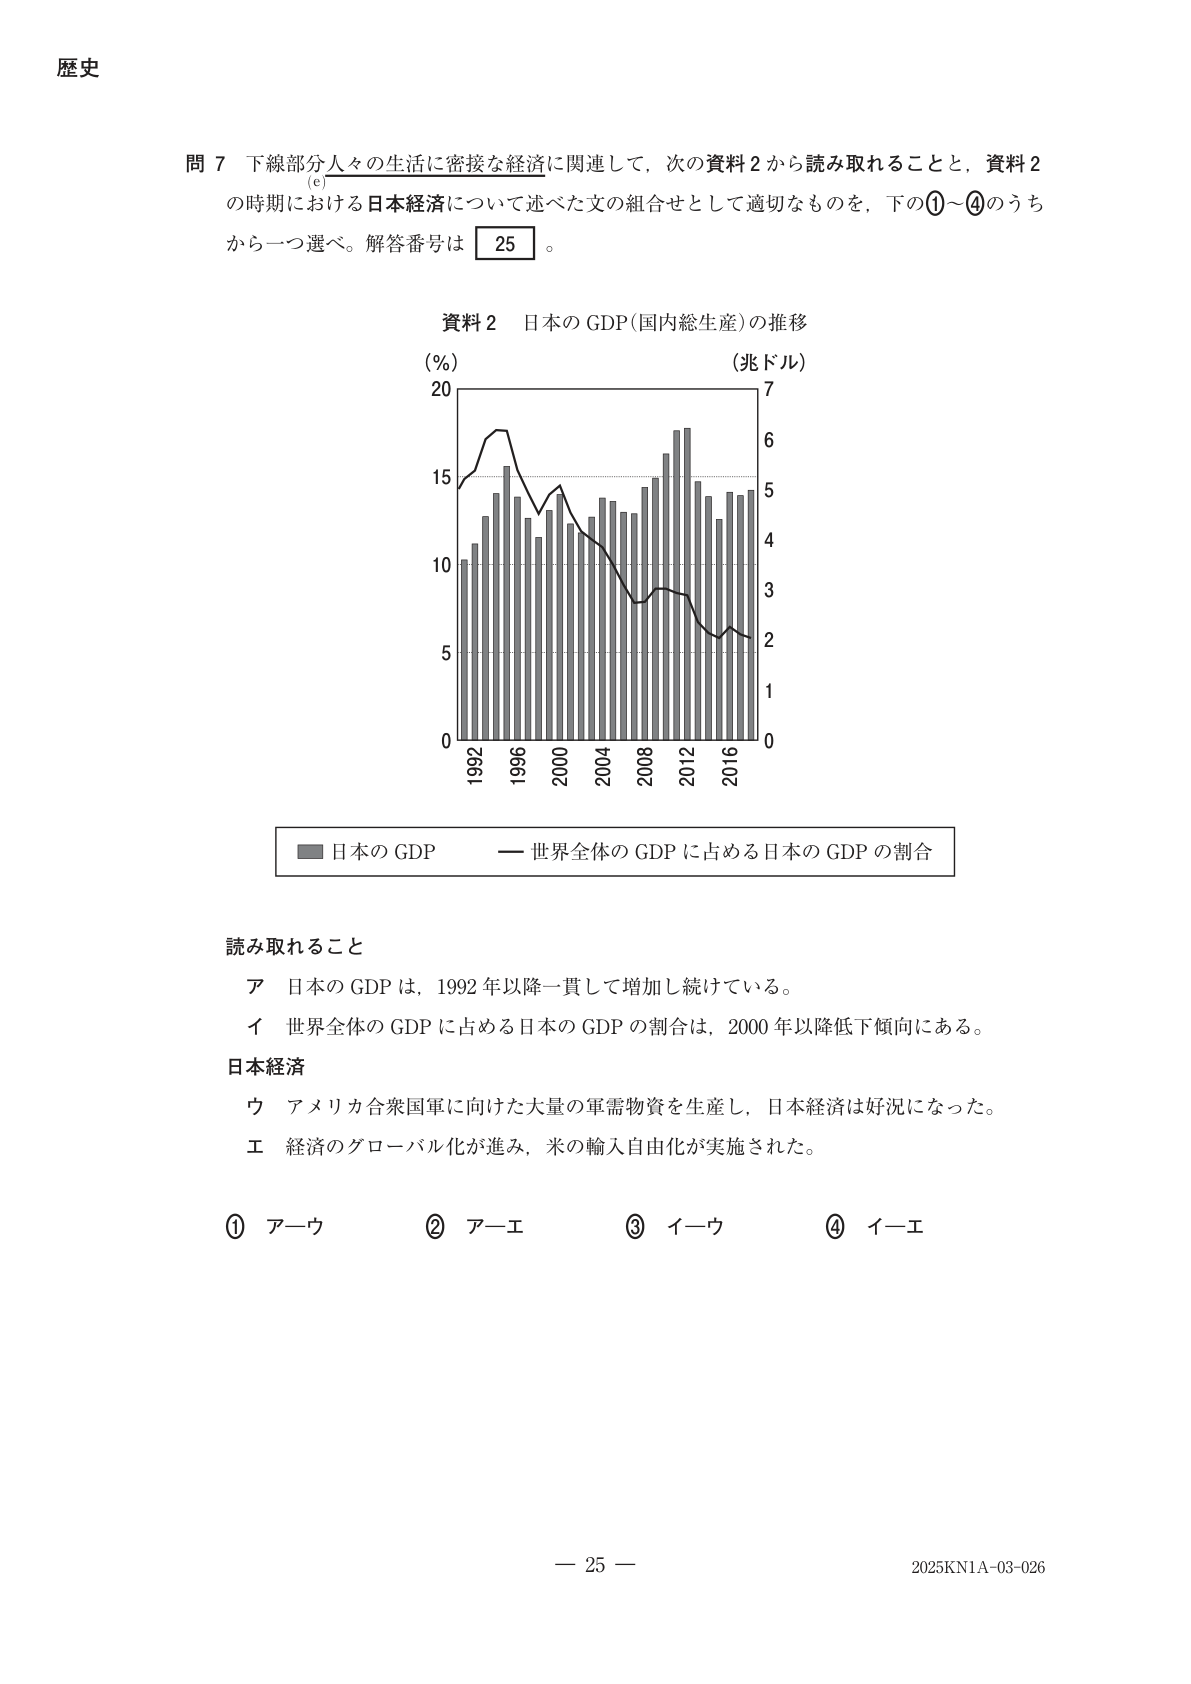 歴史
問 7　下線部分人々の生活に密接な経済に関連して，次の資料 2 から読み取れることと，資料 2
(e)
の時期における日本経済について述べた文の組合せとして適切なものを，下の①～④のうち
から一つ選べ。解答番号は 25 。
資料 2　日本の GDP（国内総生産）の推移
（％）　（兆ドル）
20 7
6
15 5
4
10 3
2
5 1
0 0
1992 1996 2000 2004 2008 2012 2016
日本の GDP　世界全体の GDP に占める日本の GDP の割合
読み取れること
ア　日本の GDP は，1992 年以降一貫して増加し続けている。
イ　世界全体の GDP に占める日本の GDP の割合は，2000 年以降低下傾向にある。
日本経済
ウ　アメリカ合衆国軍に向けた大量の軍需物資を生産し，日本経済は好況になった。
エ　経済のグローバル化が進み，米の輸入自由化が実施された。
①　ア―ウ　②　ア―エ　③　イ―ウ　④　イ―エ
― 25 ―
2025KN1A-03-026